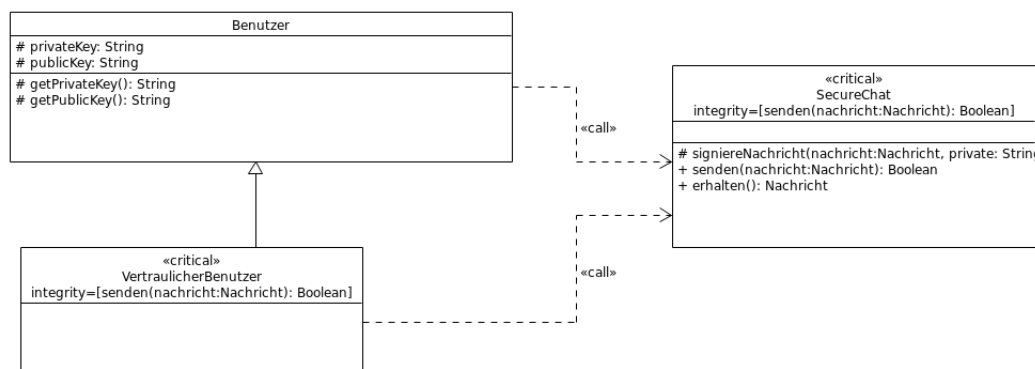 Benutzer
# privateKey: String
# publicKey: String
# getPrivateKey(): String
# getPublicKey(): String
«call»
«critical»
SecureChat
integrity=[senden(nachricht:Nachricht): Boolean]
# signiereNachricht(nachricht:Nachricht, private: String
+ senden(nachricht:Nachricht): Boolean
+ erhalten(): Nachricht
«critical»
VertraulicherBenutzer
integrity=[senden(nachricht:Nachricht): Boolean]
«call»